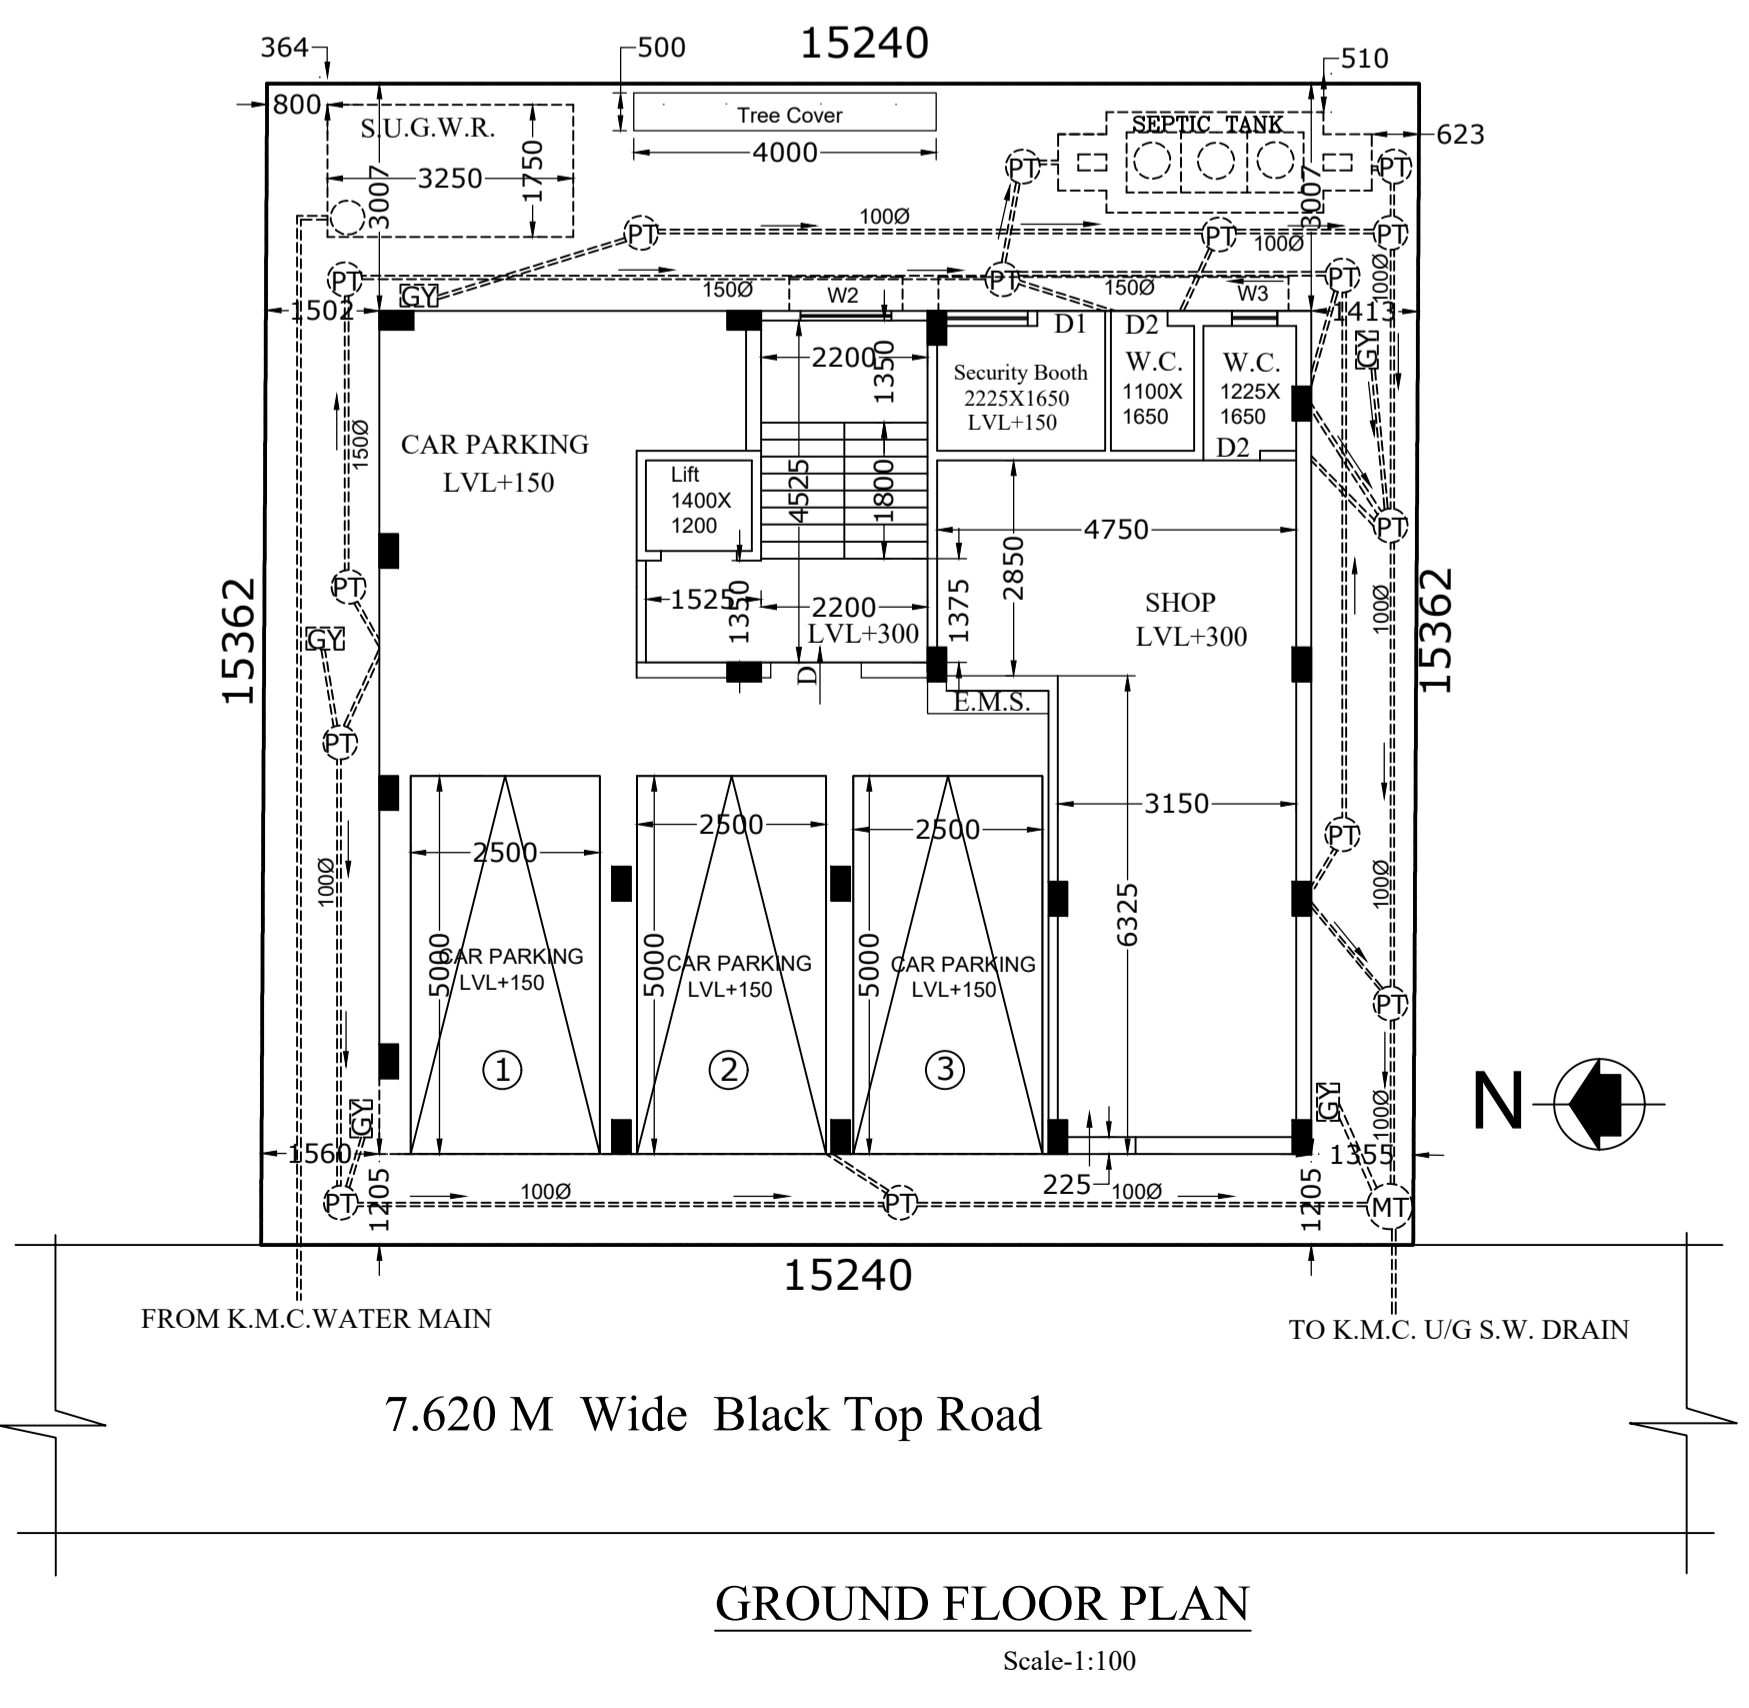 15240
364
500
510
800
S.U.G.W.R.
Tree Cover
SEPTIC TANK
623
3250
1750
4000
3007
3007
PT
PT
100Ø
PT
PT
100Ø
PT
PT
GY
150Ø
PT
150Ø
PT
100Ø
W2
W3
1502
1413
D1
D2
2200
1350
GY
Security Booth
2225X1650
LVL+150
W.C.
1100X
1650
W.C.
1225X
1650
D2
150Ø
CAR PARKING
LVL+150
Lift
1400X
1200
4525
1800
4750
PT
2850
1525
1350
2200
LVL+300
1375
SHOP
LVL+300
100Ø
PT
GY
15362
15362
D
E.M.S.
PT
2500
2500
2500
3150
PT
100Ø
100Ø
6325
5000
CAR PARKING
LVL+150
5000
CAR PARKING
LVL+150
5000
CAR PARKING
LVL+150
PT
1
2
3
N
GY
GY
100Ø
1560
1355
1205
225
1205
PT
100Ø
PT
100Ø
MT
15240
FROM K.M.C.WATER MAIN
TO K.M.C. U/G S.W. DRAIN
7.620 M Wide Black Top Road
GROUND FLOOR PLAN
Scale-1:100